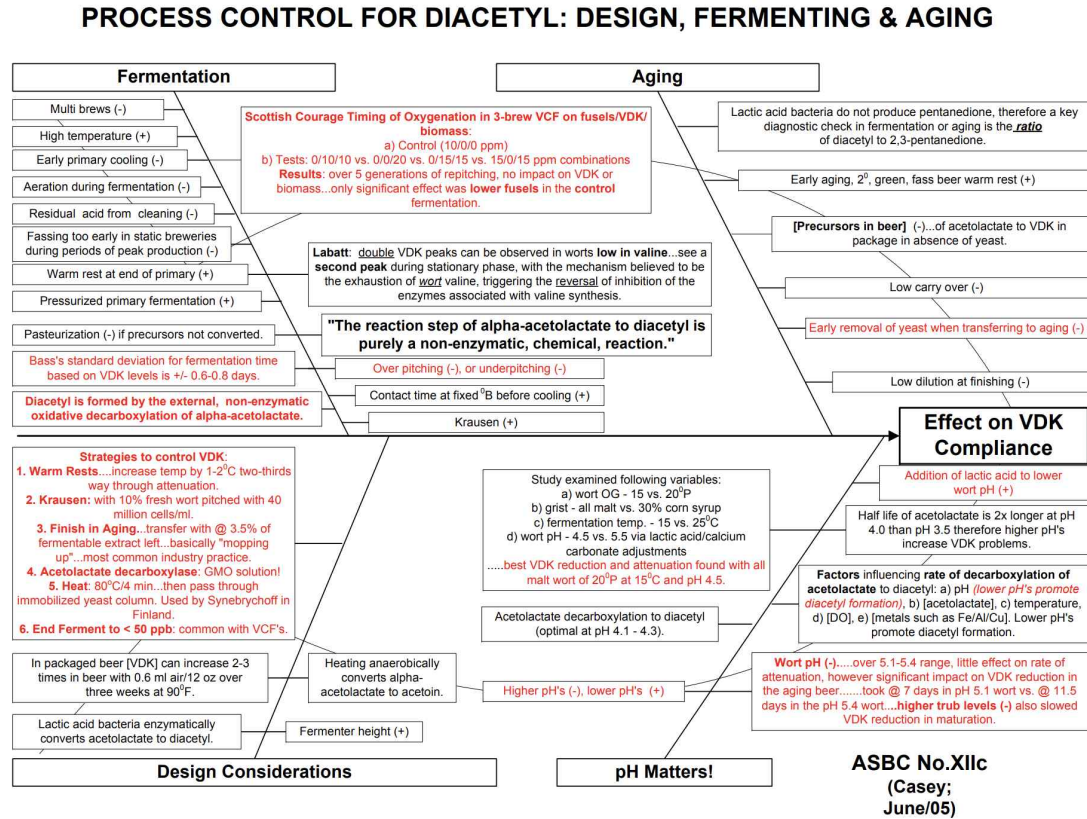 PROCESS CONTROL FOR DIACETYL: DESIGN, FERMENTING & AGING
Fermentation
Multi brews (-)
High temperature (+)
Early primary cooling (-)
Aeration during fermentation (-)
Residual acid from cleaning (-)
Fassing too early in static breweries
during periods of peak production (-)
Warm rest at end of primary (+)
Pressurized primary fermentation (+)
Pasteurization (-) if precursors not converted.
Bass's standard deviation for fermentation time
based on VDK levels is +/- 0.6-0.8 days.
Diacetyl is formed by the external, non-enzymatic
oxidative decarboxylation of alpha-acetolactate.
Scottish Courage Timing of Oxygenation in 3-brew VCF on fusels/VDK/
biomass:
a) Control (10/0/0 ppm)
b) Tests: 0/10/10 vs. 0/0/20 vs. 0/15/15 vs. 15/0/15 ppm combinations
Results: over 5 generations of repitching, no impact on VDK or
biomass...only significant effect was lower fusels in the control
fermentation.
Labatt: double VDK peaks can be observed in worts low in valine...see a
second peak during stationary phase, with the mechanism believed to be
the exhaustion of wort valine, triggering the reversal of inhibition of the
enzymes associated with valine synthesis.
"The reaction step of alpha-acetolactate to diacetyl is
purely a non-enzymatic, chemical, reaction."
Over pitching (-), or underpitching (-)
Contact time at fixed ⁰B before cooling (+)
Krausen (+)
Aging
Lactic acid bacteria do not produce pentanedione, therefore a key
diagnostic check in fermentation or aging is the ratio
of diacetyl to 2,3-pentanedione.
Early aging, 2⁰, green, fass beer warm rest (+)
[Precursors in beer] (-)...of acetolactate to VDK in
package in absence of yeast.
Low carry over (-)
Early removal of yeast when transferring to aging (-)
Low dilution at finishing (-)
Effect on VDK
Compliance
Strategies to control VDK:
1. Warm Rests....increase temp by 1-2⁰C two-thirds
way through attenuation.
2. Krausen: with 10% fresh wort pitched with 40
million cells/ml.
3. Finish in Aging...transfer with @ 3.5% of
fermentable extract left...basically "mopping
up"...most common industry practice.
4. Acetolactate decarboxylase: GMO solution!
5. Heat: 80⁰C/4 min...then pass through
immobilized yeast column. Used by Synebrychoff in
Finland.
6. End Ferment to < 50 ppb: common with VCF's.
In packaged beer [VDK] can increase 2-3
times in beer with 0.6 ml air/12 oz over
three weeks at 90⁰F.
Lactic acid bacteria enzymatically
converts acetolactate to diacetyl.
Heating anaerobically
converts alpha-
acetolactate to acetoin.
Fermenter height (+)
Design Considerations
Study examined following variables:
a) wort OG - 15 vs. 20⁰P
b) grist - all malt vs. 30% corn syrup
c) fermentation temp. - 15 vs. 25⁰C
d) wort pH - 4.5 vs. 5.5 via lactic acid/calcium
carbonate adjustments
.....best VDK reduction and attenuation found with all
malt wort of 20⁰P at 15⁰C and pH 4.5.
Acetolactate decarboxylation to diacetyl
(optimal at pH 4.1 - 4.3).
Higher pH's (-), lower pH's (+)
Addition of lactic acid to lower
wort pH (+)
Half life of acetolactate is 2x longer at pH
4.0 than pH 3.5 therefore higher pH's
increase VDK problems.
Factors influencing rate of decarboxylation of
acetolactate to diacetyl: a) pH (lower pH's promote
diacetyl formation), b) [acetolactate], c) temperature,
d) [DO], e) [metals such as Fe/Al/Cu]. Lower pH's
promote diacetyl formation.
Wort pH (-).....over 5.1-5.4 range, little effect on rate of
attenuation, however significant impact on VDK reduction in
the aging beer.......took @ 7 days in pH 5.1 wort vs. @ 11.5
days in the pH 5.4 wort....higher trub levels (-) also slowed
VDK reduction in maturation.
pH Matters!
ASBC No.XIIc
(Casey;
June/05)